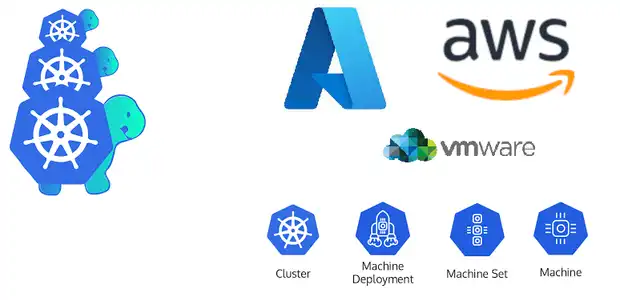 aws
vmware
Cluster
Machine
Deployment
Machine Set
Machine